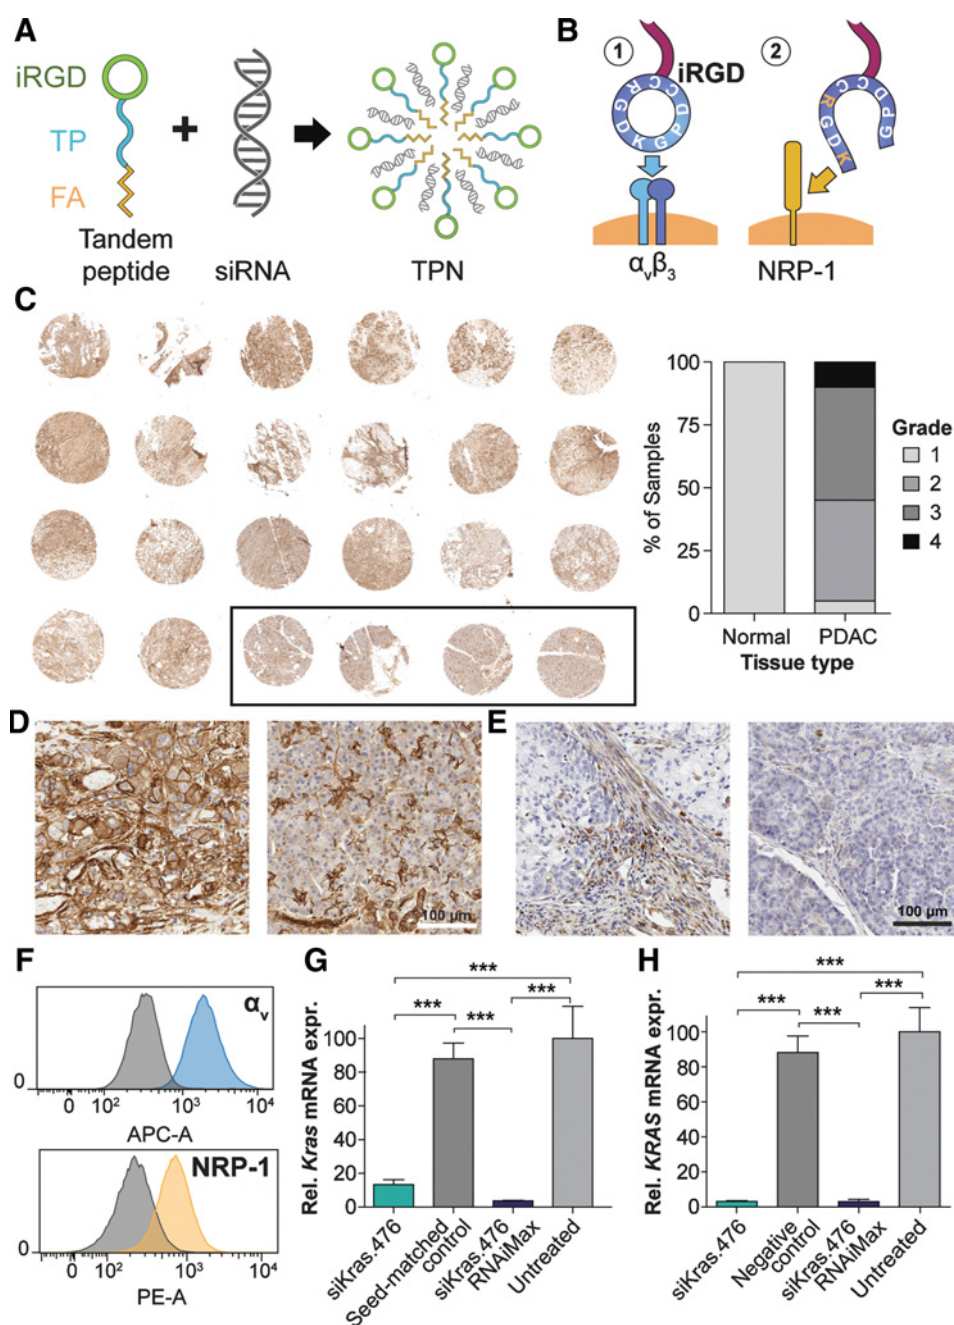 A
iRGD
TP
FA
Tandem
peptide
siRNA
TPN
B
1
iRGD
2
C C R G D K G P D C
C C R G D K
G P D C
αvβ3
NRP-1
C
100
75
50
25
0
% of Samples
Normal
PDAC
Tissue type
Grade
1
2
3
4
D
100 µm
E
100 µm
F
αv
0
0 10² 10³ 10⁴
APC-A
NRP-1
0
0 10² 10³ 10⁴
PE-A
G
***
***
***
***
Rel. Kras mRNA expr.
100
80
60
40
20
0
siKras.476
Seed-matched
control
siKras.476
RNAiMax
Untreated
H
***
***
***
***
Rel. KRAS mRNA expr.
100
80
60
40
20
0
siKras.476
Negative
control
siKras.476
RNAiMax
Untreated